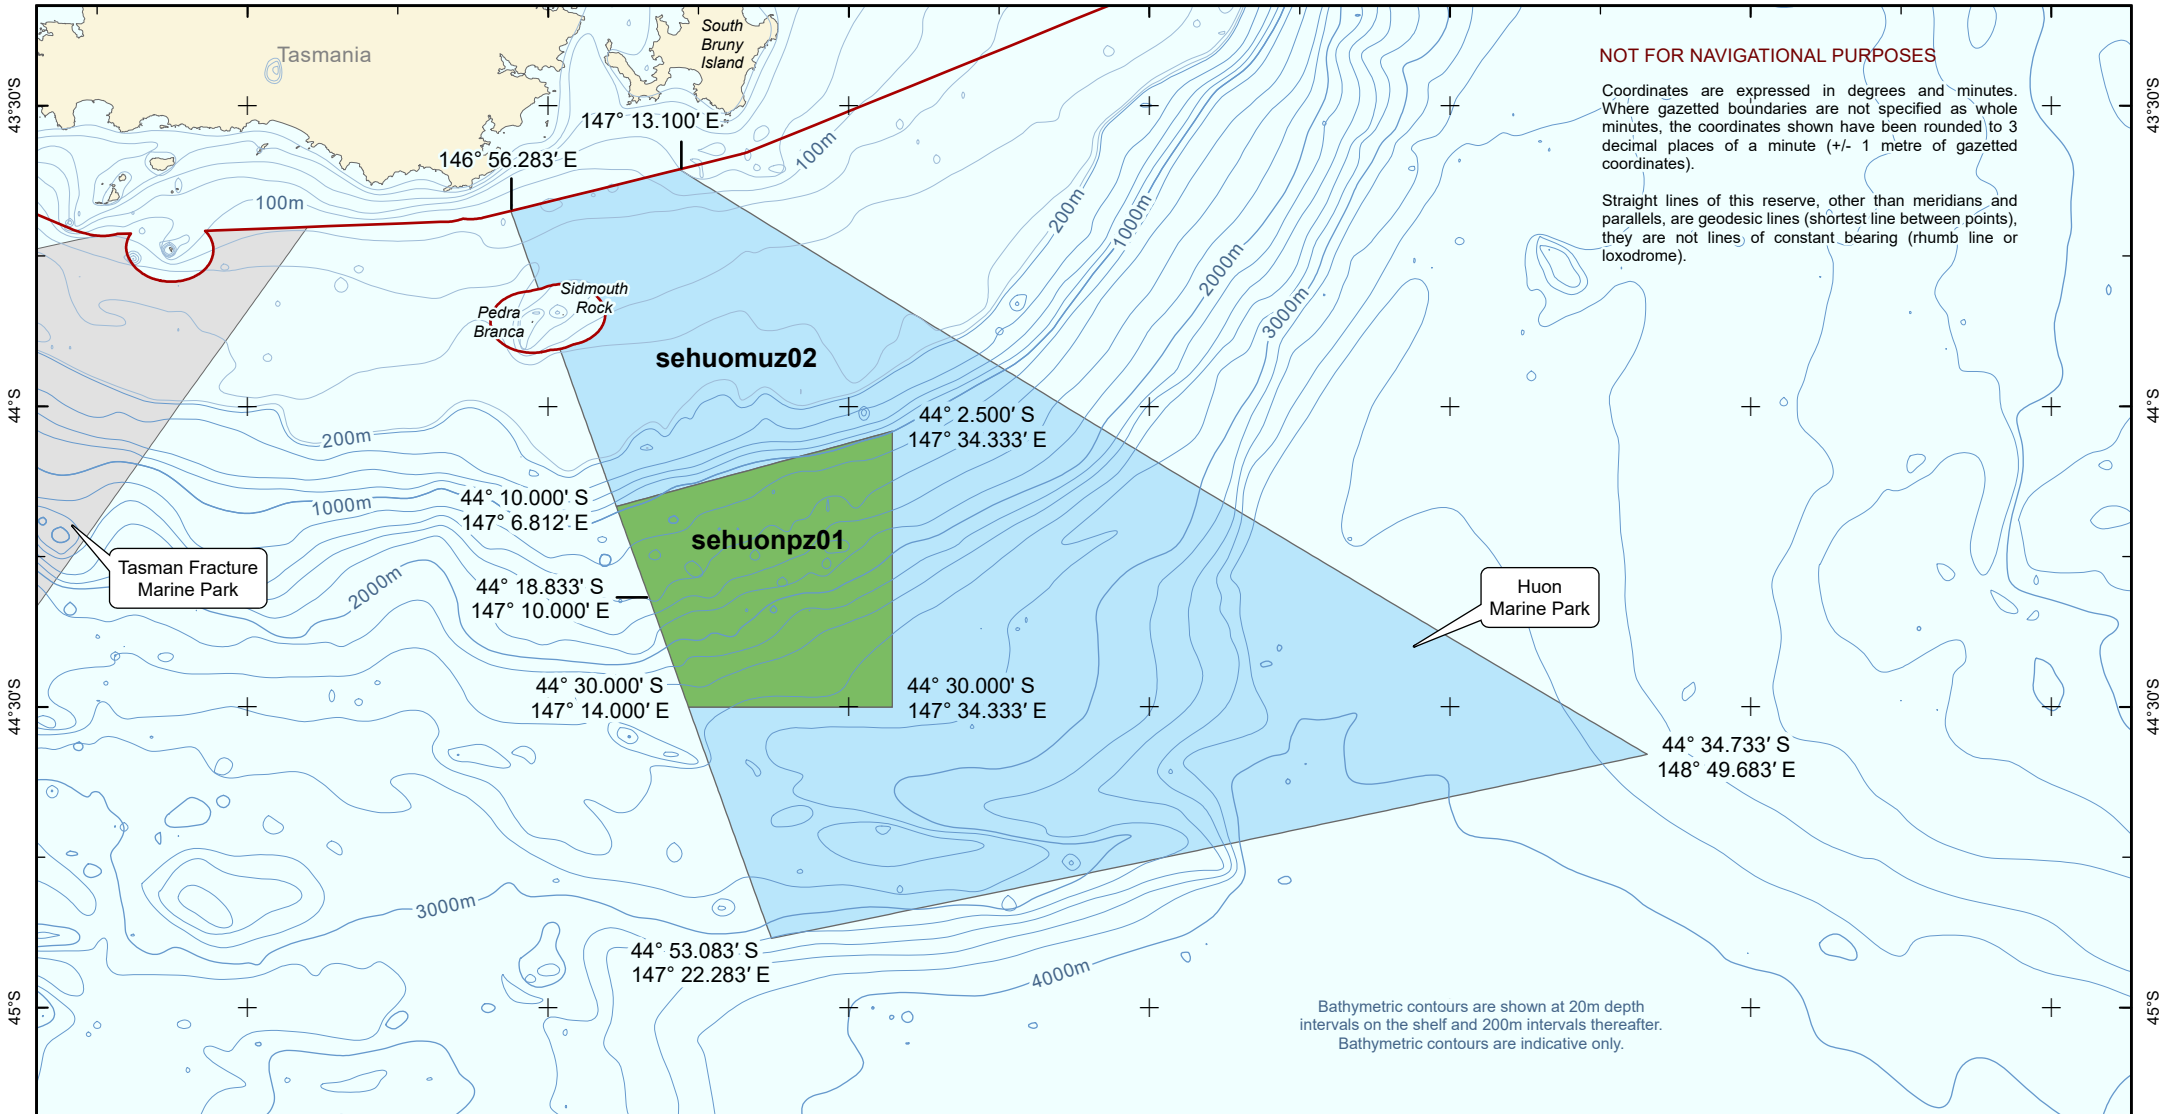 South
Bruny
Island
Tasmania
NOT FOR NAVIGATIONAL PURPOSES
Coordinates are expressed in degrees and minutes.
Where gazetted boundaries are not specified as whole
minutes, the coordinates shown have been rounded to 3
decimal places of a minute (+/- 1 metre of gazetted
coordinates).
Straight lines of this reserve, other than meridians and
parallels, are geodesic lines (shortest line between points),
they are not lines of constant bearing (rhumb line or
loxodrome).
43°30'S
43°30'S
147° 13.100′ E
146° 56.283′ E
100m
100m
200m
1000m
2000m
3000m
Sidmouth
Rock
Pedra
Branca
sehuomuz02
44°S
44°S
44° 2.500′ S
147° 34.333′ E
200m
1000m
44° 10.000' S
147° 6.812′ E
sehuonpz01
Tasman Fracture
Marine Park
2000m
44° 18.833' S
147° 10.000' E
Huon
Marine Park
44° 30.000′ S
147° 14.000′ E
44° 30.000′ S
147° 34.333′ E
44°30'S
44°30'S
44° 34.733′ S
148° 49.683′ E
3000m
44° 53.083′ S
147° 22.283′ E
4000m
45°S
45°S
Bathymetric contours are shown at 20m depth
intervals on the shelf and 200m intervals thereafter.
Bathymetric contours are indicative only.